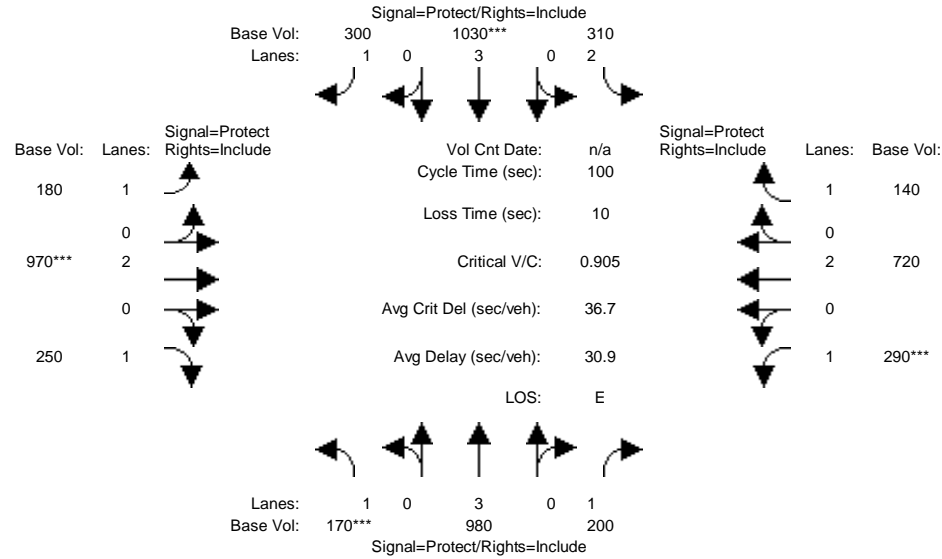 Signal=Protect/Rights=Include
Base Vol: 300 1030*** 310
Lanes: 1 0 3 0 2
Signal=Protect
Base Vol: Lanes: Rights=Include
180 1
0
970*** 2
0
250 1
Vol Cnt Date: n/a
Cycle Time (sec): 100
Loss Time (sec): 10
Critical V/C: 0.905
Avg Crit Del (sec/veh): 36.7
Avg Delay (sec/veh): 30.9
LOS: E
Signal=Protect
Rights=Include Lanes: Base Vol:
1 140
0
2 720
0
1 290***
Lanes: 1 0 3 0 1
Base Vol: 170*** 980 200
Signal=Protect/Rights=Include